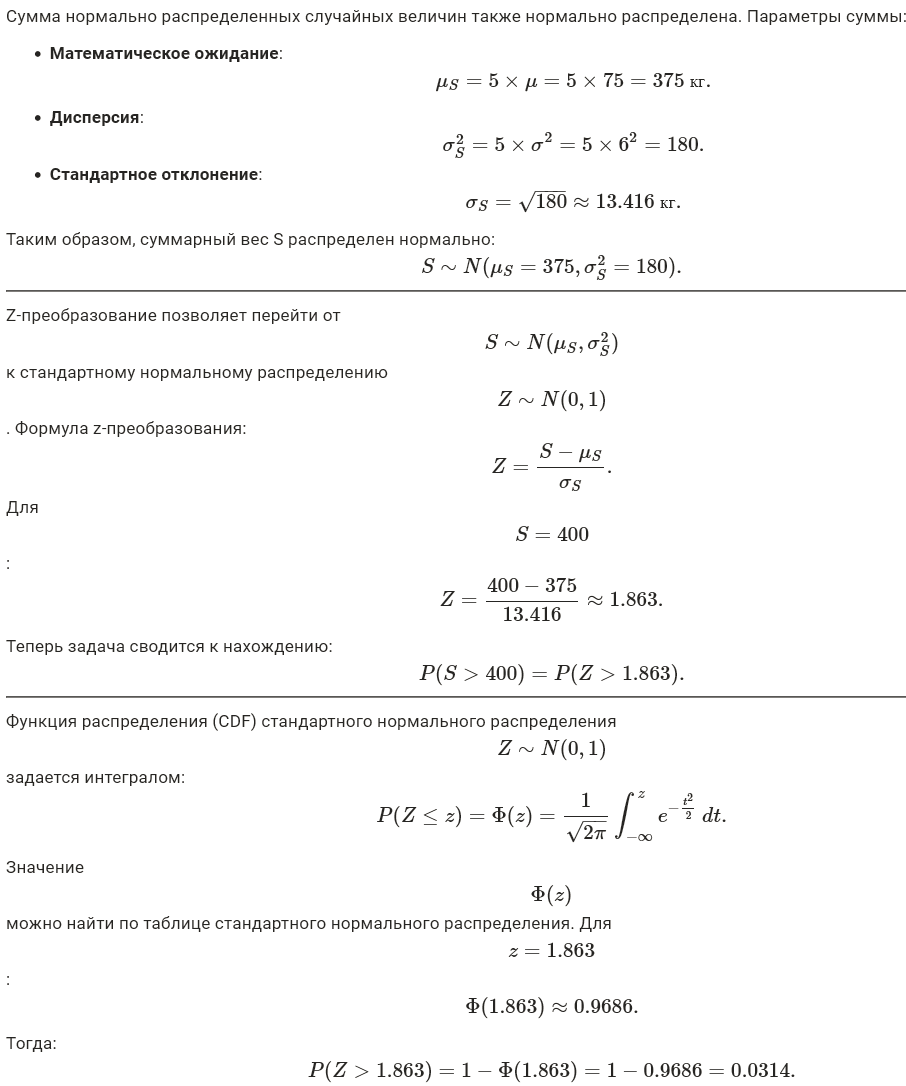 Сумма нормально распределенных случайных величин также нормально распределена. Параметры суммы:
• Математическое ожидание:
μ_S = 5 × μ = 5 × 75 = 375 кг.
• Дисперсия:
σ_S^2 = 5 × σ^2 = 5 × 6^2 = 180.
• Стандартное отклонение:
σ_S = √180 ≈ 13.416 кг.
Таким образом, суммарный вес S распределен нормально:
S ∼ N(μ_S = 375, σ_S^2 = 180).
Z-преобразование позволяет перейти от
S ∼ N(μ_S, σ_S^2)
к стандартному нормальному распределению
Z ∼ N(0, 1)
. Формула z-преобразования:
Z = (S − μ_S) / σ_S.
Для
S = 400
:
Z = (400 − 375) / 13.416 ≈ 1.863.
Теперь задача сводится к нахождению:
P(S > 400) = P(Z > 1.863).
Функция распределения (CDF) стандартного нормального распределения
Z ∼ N(0, 1)
задается интегралом:
P(Z ≤ z) = Φ(z) = 1/√(2π) ∫_{−∞}^{z} e^{−t^2/2} dt.
Значение
Φ(z)
можно найти по таблице стандартного нормального распределения. Для
z = 1.863
:
Φ(1.863) ≈ 0.9686.
Тогда:
P(Z > 1.863) = 1 − Φ(1.863) = 1 − 0.9686 = 0.0314.